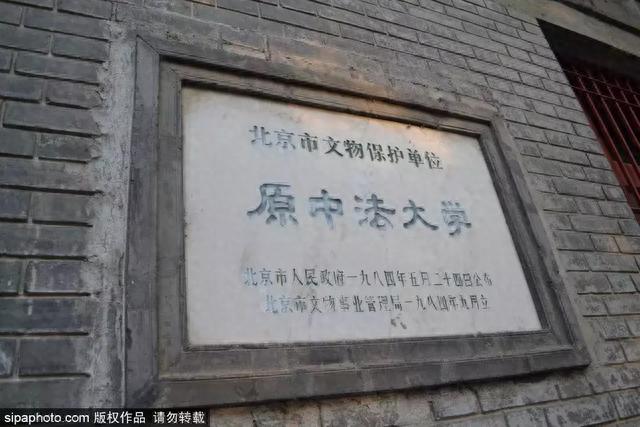 北京市文物保护单位
原中法大学
北京市人民政府一九八四年五月二十四日公布
北京市文物事业管理局一九八四年九月立
sipaphoto.com 版权作品 请勿转载